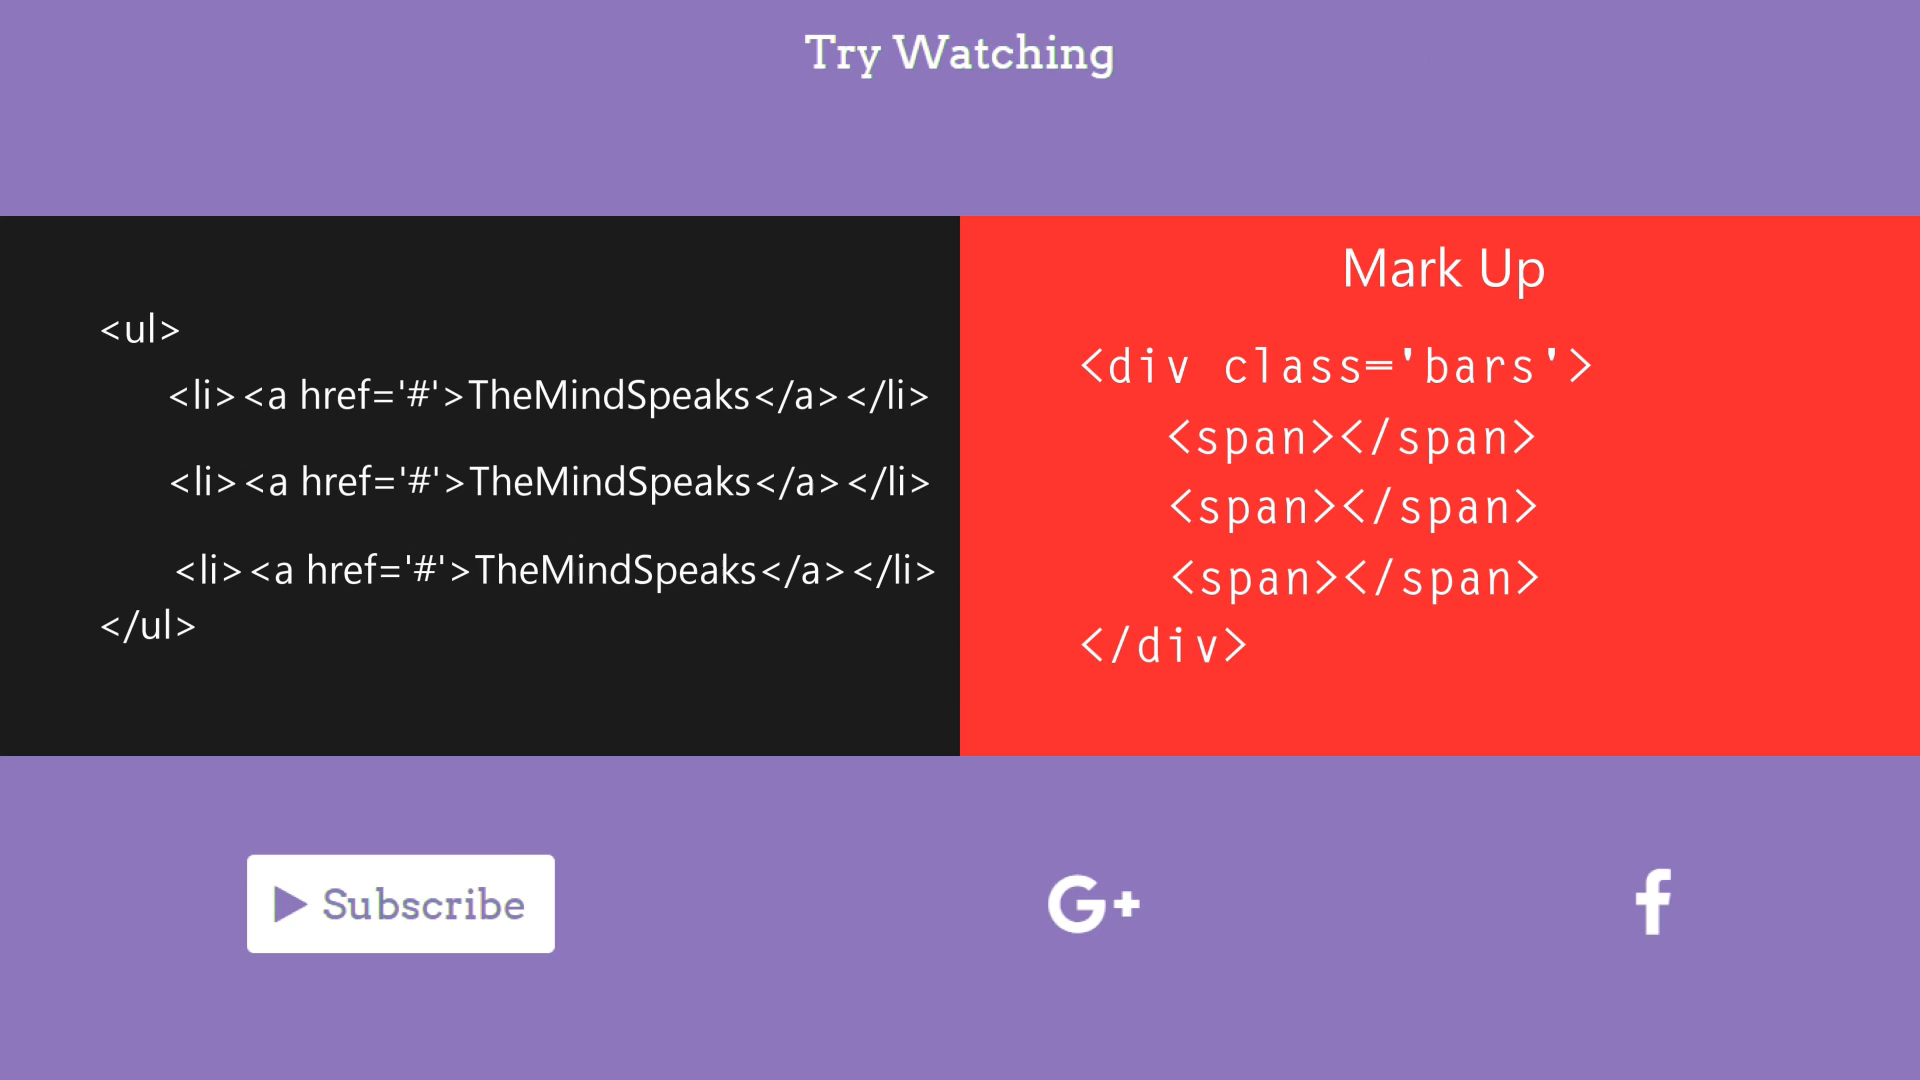 Try Watching
<ul>
<li><a href='#'>TheMindSpeaks</a></li>
<li><a href='#'>TheMindSpeaks</a></li>
<li><a href='#'>TheMindSpeaks</a></li>
</ul>
Mark Up
<div class='bars'>
<span></span>
<span></span>
<span></span>
</div>
Subscribe
G+
f